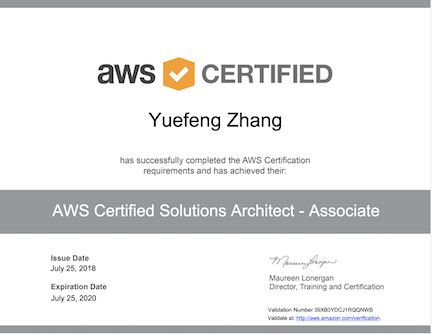 aws CERTIFIED
Yuefeng Zhang
has successfully completed the AWS Certification
requirements and has achieved their:
AWS Certified Solutions Architect - Associate
Issue Date
July 25, 2018
Expiration Date
July 25, 2020
Maureen Lonergan
Maureen Lonergan
Director, Training and Certification
Validation Number 39XB0YDCJ1RQQNWB
Validate at: http://aws.amazon.com/verification